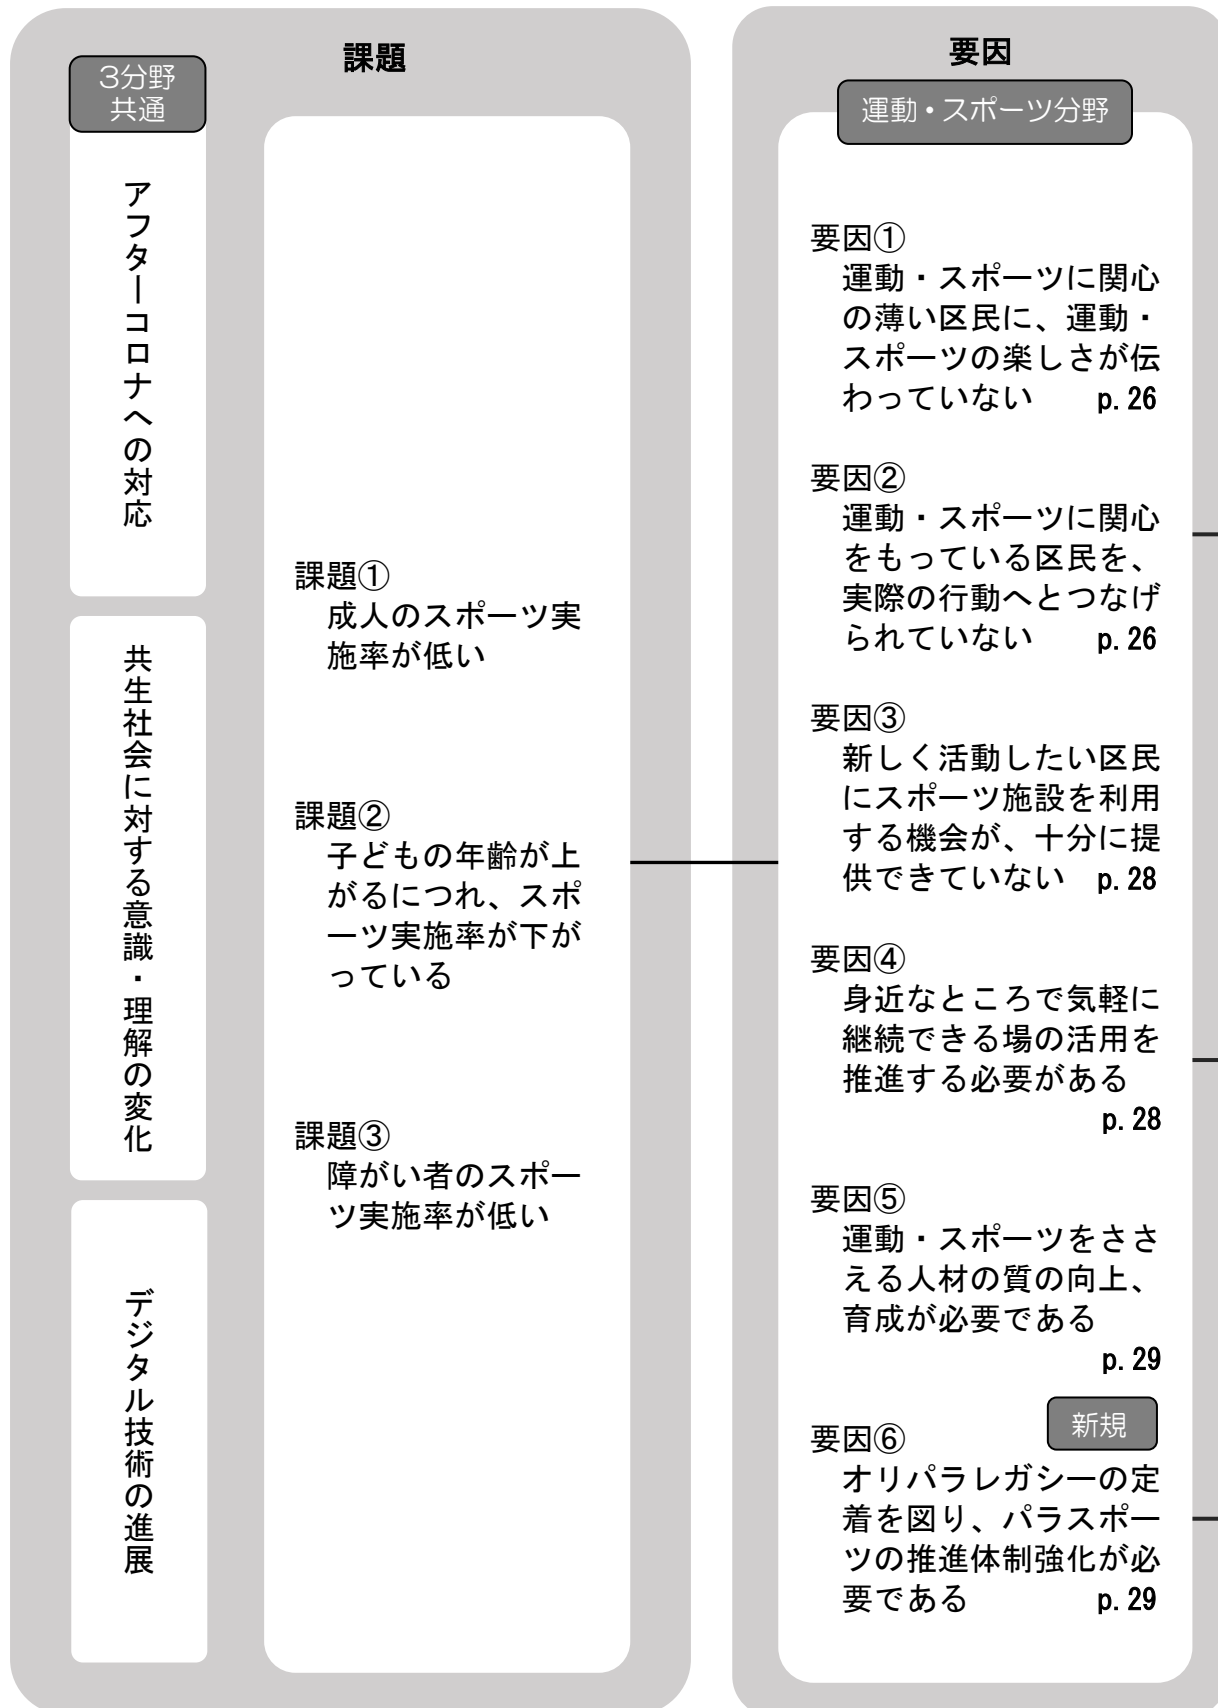 課題
3分野
共通
アフターコロナへの対応
共生社会に対する意識・理解の変化
デジタル技術の進展
課題①
成人のスポーツ実
施率が低い
課題②
子どもの年齢が上
がるにつれ、スポ
ーツ実施率が下が
っている
課題③
障がい者のスポー
ツ実施率が低い
要因
運動・スポーツ分野
要因①
運動・スポーツに関心
の薄い区民に、運動・
スポーツの楽しさが伝
わっていない p.26
要因②
運動・スポーツに関心
をもっている区民を、
実際の行動へとつなげ
られていない p.26
要因③
新しく活動したい区民
にスポーツ施設を利用
する機会が、十分に提
供できていない p.28
要因④
身近なところで気軽に
継続できる場の活用を
推進する必要がある
p.28
要因⑤
運動・スポーツをささ
える人材の質の向上、
育成が必要である
p.29
新規
要因⑥
オリパラレガシーの定
着を図り、パラスポー
ツの推進体制強化が必
要である p.29